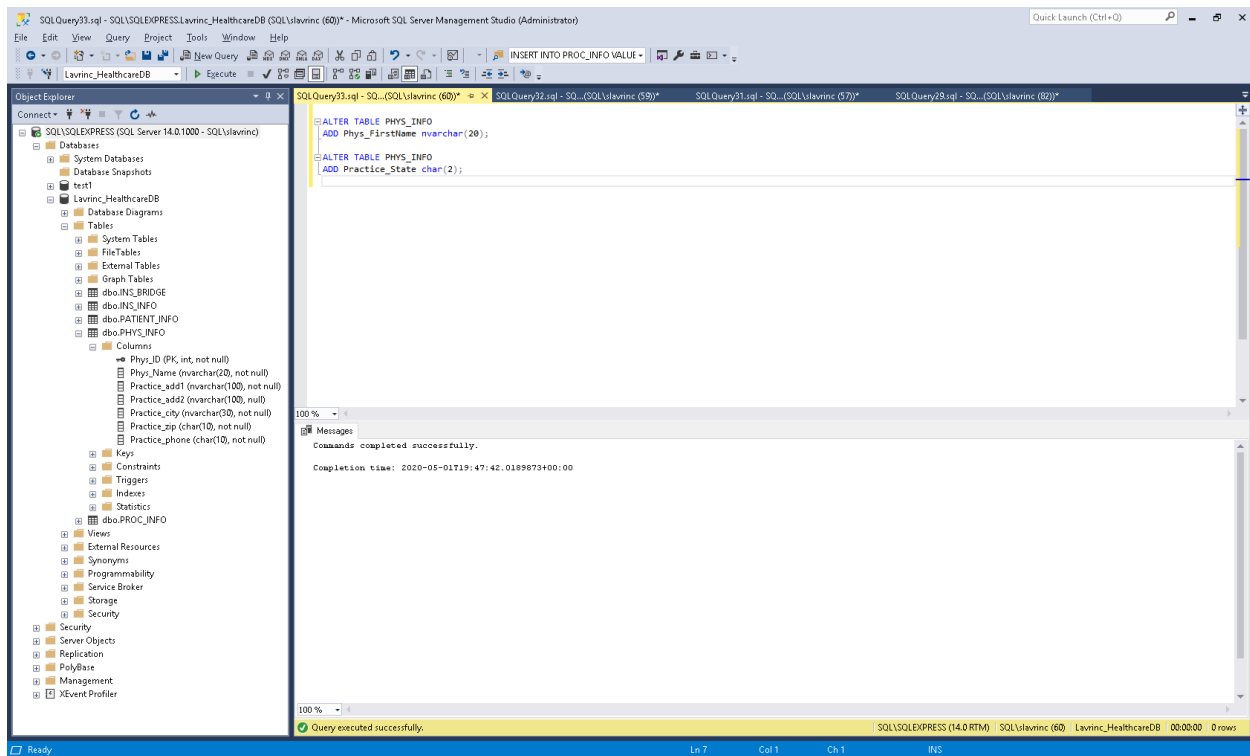 SQLQuery33.sql - SQL\SQLEXPRESS.Lavrinc_HealthcareDB (SQL\slavrinc (60))* - Microsoft SQL Server Management Studio (Administrator)
Quick Launch (Ctrl+Q)
File Edit View Query Project Tools Window Help
New Query
INSERT INTO PROC_INFO VALUE
Lavrinc_HealthcareDB
Execute
Object Explorer
SQLQuery33.sql - SQ...(SQL\slavrinc (60))*
SQLQuery32.sql - SQ...(SQL\slavrinc (59))*
SQLQuery31.sql - SQ...(SQL\slavrinc (57))*
SQLQuery29.sql - SQ...(SQL\slavrinc (82))*
Connect
SQL\SQLEXPRESS (SQL Server 14.0.1000 - SQL\slavrinc)
Databases
System Databases
Database Snapshots
test1
Lavrinc_HealthcareDB
Database Diagrams
Tables
System Tables
FileTables
External Tables
Graph Tables
dbo.INS_BRIDGE
dbo.INS_INFO
dbo.PATIENT_INFO
dbo.PHYS_INFO
Columns
Phys_ID (PK, int, not null)
Phys_Name (nvarchar(20), not null)
Practice_add1 (nvarchar(100), not null)
Practice_add2 (nvarchar(100), null)
Practice_city (nvarchar(30), not null)
Practice_zip (char(10), not null)
Practice_phone (char(10), not null)
Keys
Constraints
Triggers
Indexes
Statistics
dbo.PROC_INFO
Views
External Resources
Synonyms
Programmability
Service Broker
Storage
Security
Security
Server Objects
Replication
PolyBase
Management
XEvent Profiler
ALTER TABLE PHYS_INFO
ADD Phys_FirstName nvarchar(20);
ALTER TABLE PHYS_INFO
ADD Practice_State char(2);
100 %
Messages
Commands completed successfully.
Completion time: 2020-05-01T19:47:42.0189873+00:00
100 %
Query executed successfully.
SQL\SQLEXPRESS (14.0 RTM) SQL\slavrinc (60) Lavrinc_HealthcareDB 00:00:00 0 rows
Ready
Ln 7 Col 1 Ch 1 INS